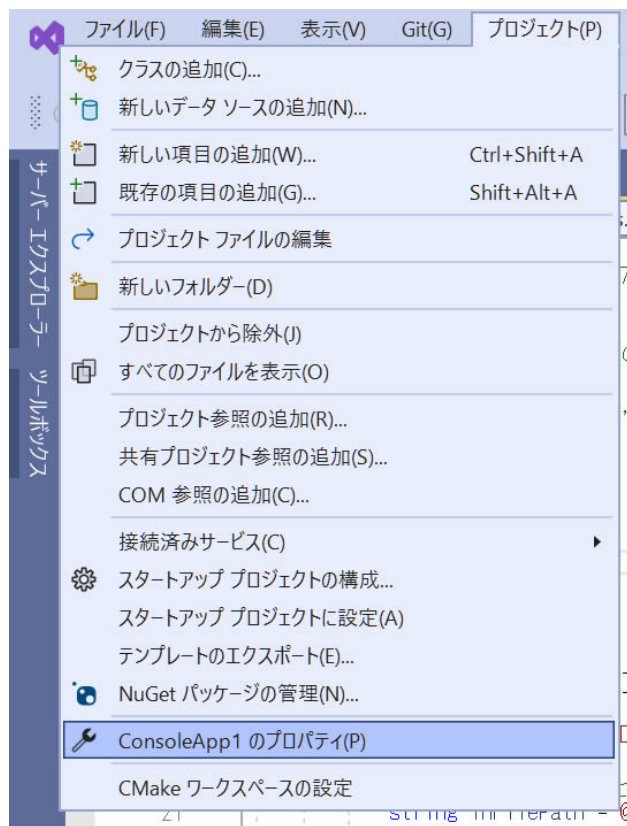 ファイル(F) 編集(E) 表示(V) Git(G) プロジェクト(P)
クラスの追加(C)...
新しいデータ ソースの追加(N)...
新しい項目の追加(W)... Ctrl+Shift+A
既存の項目の追加(G)... Shift+Alt+A
プロジェクト ファイルの編集
新しいフォルダー(D)
プロジェクトから除外(J)
すべてのファイルを表示(O)
プロジェクト参照の追加(R)...
共有プロジェクト参照の追加(S)...
COM 参照の追加(C)...
接続済みサービス(C)
スタートアップ プロジェクトの構成...
スタートアップ プロジェクトに設定(A)
テンプレートのエクスポート(E)...
NuGet パッケージの管理(N)...
ConsoleApp1 のプロパティ(P)
CMake ワークスペースの設定
サーバー エクスプローラー
ツールボックス